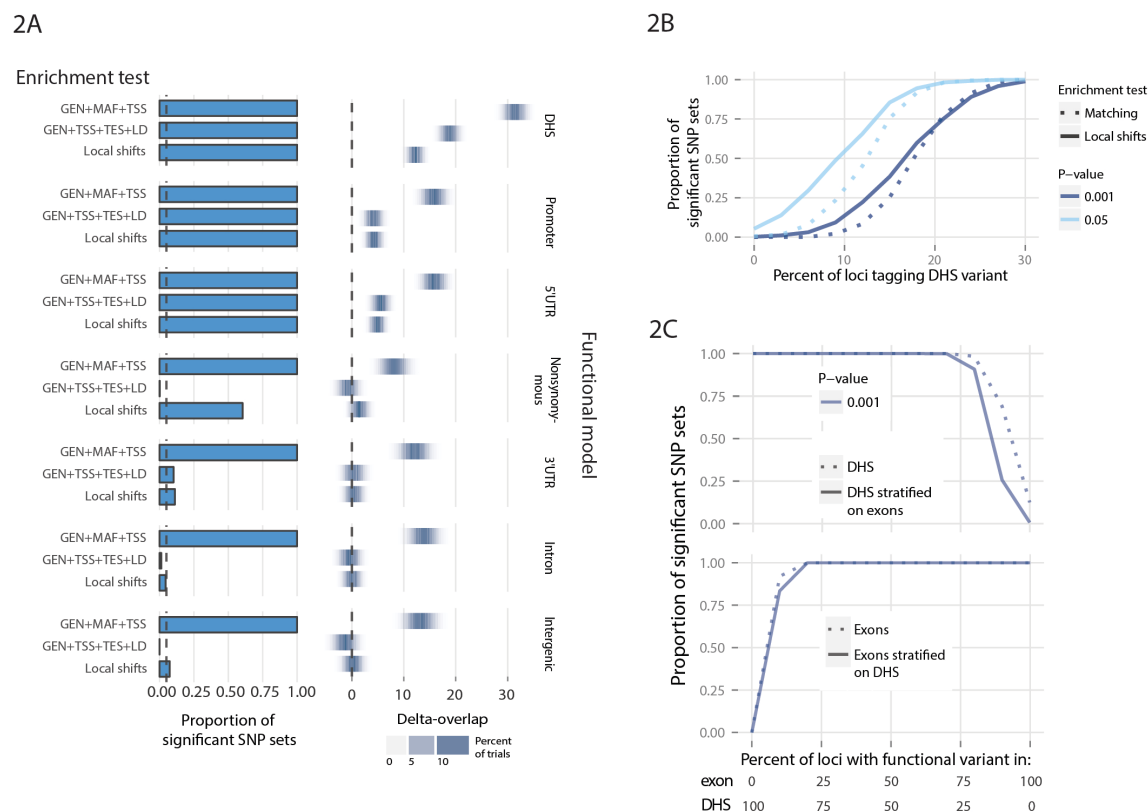 2A
Enrichment test
GEN+MAF+TSS
GEN+TSS+TES+LD
Local shifts
DHS
GEN+MAF+TSS
GEN+TSS+TES+LD
Local shifts
Promoter
GEN+MAF+TSS
GEN+TSS+TES+LD
Local shifts
5'UTR
GEN+MAF+TSS
GEN+TSS+TES+LD
Local shifts
Nonsynony-
mous
GEN+MAF+TSS
GEN+TSS+TES+LD
Local shifts
3'UTR
GEN+MAF+TSS
GEN+TSS+TES+LD
Local shifts
Intron
GEN+MAF+TSS
GEN+TSS+TES+LD
Local shifts
Intergenic
Functional model
0.00 0.25 0.50 0.75 1.00
Proportion of
significant SNP sets
0 10 20 30
Delta-overlap
0 5 10
Percent
of trials
2B
Proportion of
significant SNP sets
1.00
0.75
0.50
0.25
0.00
0 10 20 30
Percent of loci tagging DHS variant
Enrichment test
Matching
Local shifts
P−value
0.001
0.05
2C
Proportion of significant SNP sets
1.00
0.75
0.50
0.25
0.00
P−value
0.001
DHS
DHS stratified
on exons
1.00
0.75
0.50
0.25
0.00
Exons
Exons stratified
on DHS
Percent of loci with functional variant in:
exon 0 25 50 75 100
DHS 100 75 50 25 0